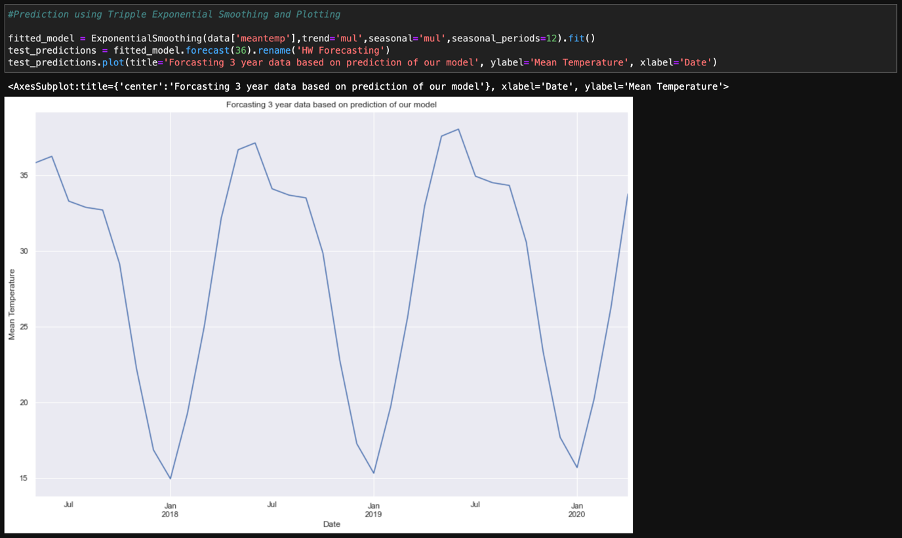 #Prediction using Tripple Exponential Smoothing and Plotting
fitted_model = ExponentialSmoothing(data['meantemp'],trend='mul',seasonal='mul',seasonal_periods=12).fit()
test_predictions = fitted_model.forecast(36).rename('HW Forecasting')
test_predictions.plot(title='Forcasting 3 year data based on prediction of our model', ylabel='Mean Temperature', xlabel='Date')
<AxesSubplot:title={'center':'Forcasting 3 year data based on prediction of our model'}, xlabel='Date', ylabel='Mean Temperature'>
Forcasting 3 year data based on prediction of our model
Mean Temperature
35
30
25
20
15
Jul
Jan
2018
Jul
Jan
2019
Jul
Jan
2020
Date